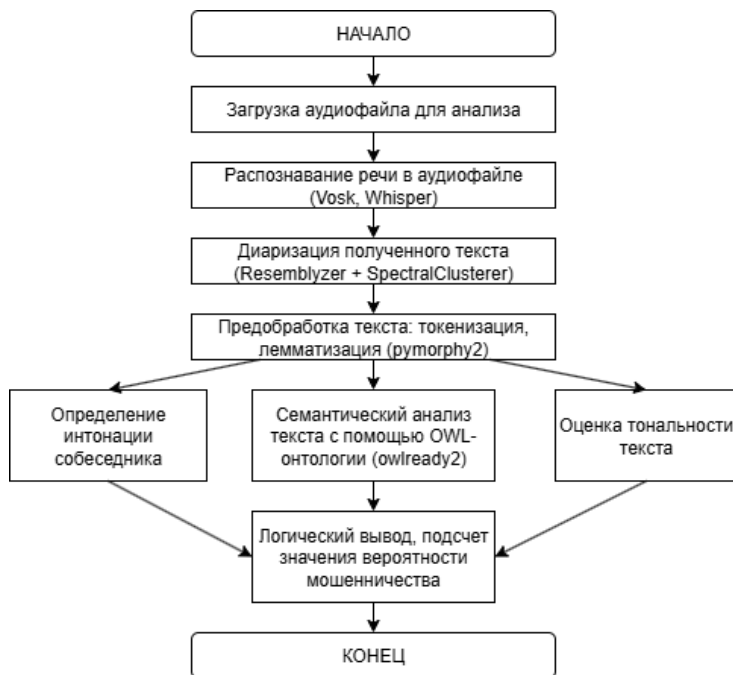 НАЧАЛО
Загрузка аудиофайла для анализа
Распознавание речи в аудиофайле
(Vosk, Whisper)
Диаризация полученного текста
(Resemblyzer + SpectralClusterer)
Предобработка текста: токенизация,
лемматизация (pymorphy2)
Определение
интонации
собеседника
Семантический анализ
текста с помощью OWL-
онтологии (owlready2)
Оценка тональности
текста
Логический вывод, подсчет
значения вероятности
мошенничества
КОНЕЦ